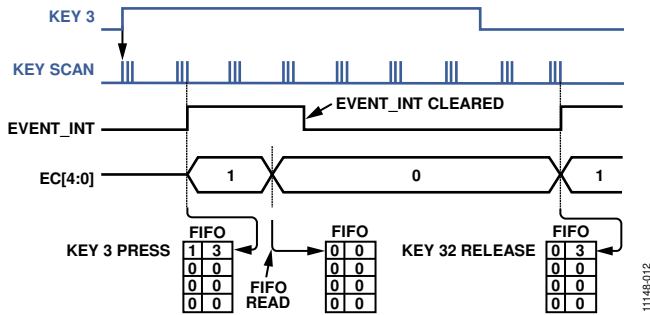 KEY 3
KEY SCAN
EVENT_INT CLEARED
EVENT_INT
EC[4:0] 1 0 1
FIFO FIFO FIFO
KEY 3 PRESS 1 3 0 0 KEY 32 RELEASE 0 3
0 0 0 0 0 0
0 0 FIFO 0 0 0 0
0 0 READ 0 0 0 0
11148-012